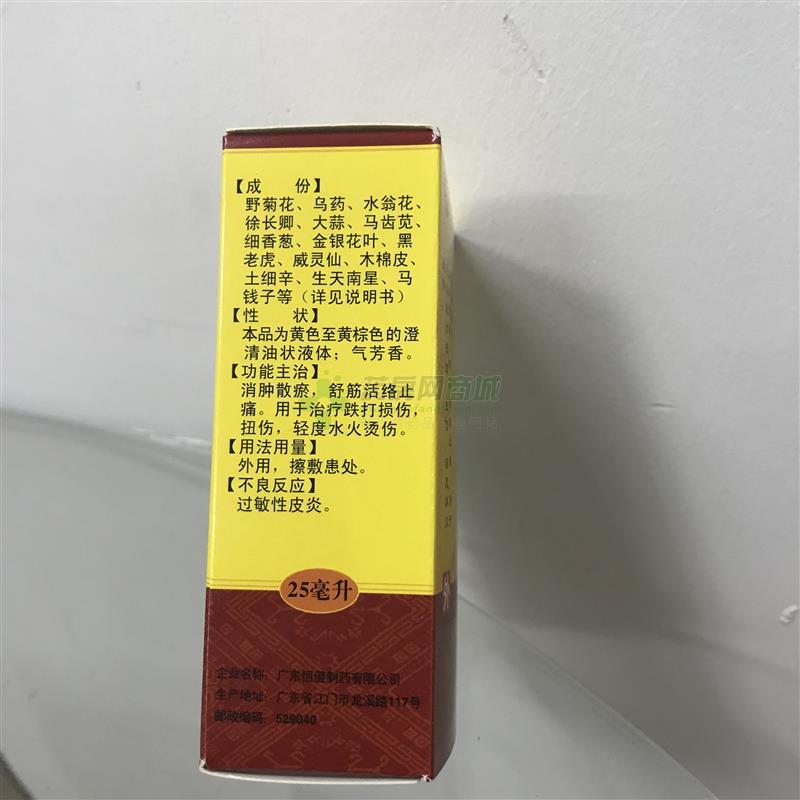 【成　　份】
野菊花、乌药、水翁花、
徐长卿、大蒜、马齿苋、
细香葱、金银花叶、黑
老虎、威灵仙、木棉皮、
土细辛、生天南星、马
钱子等（详见说明书）
【性　　状】
本品为黄色至黄棕色的澄
清油状液体；气芳香。
【功能主治】
消肿散瘀，舒筋活络止
痛。用于治疗跌打损伤，
扭伤，轻度水火烫伤。
【用法用量】
外用，擦敷患处。
【不良反应】
过敏性皮炎。
25毫升
企业名称：广东恒健制药有限公司
生产地址：广东省江门市龙溪路117号
邮政编码：529040